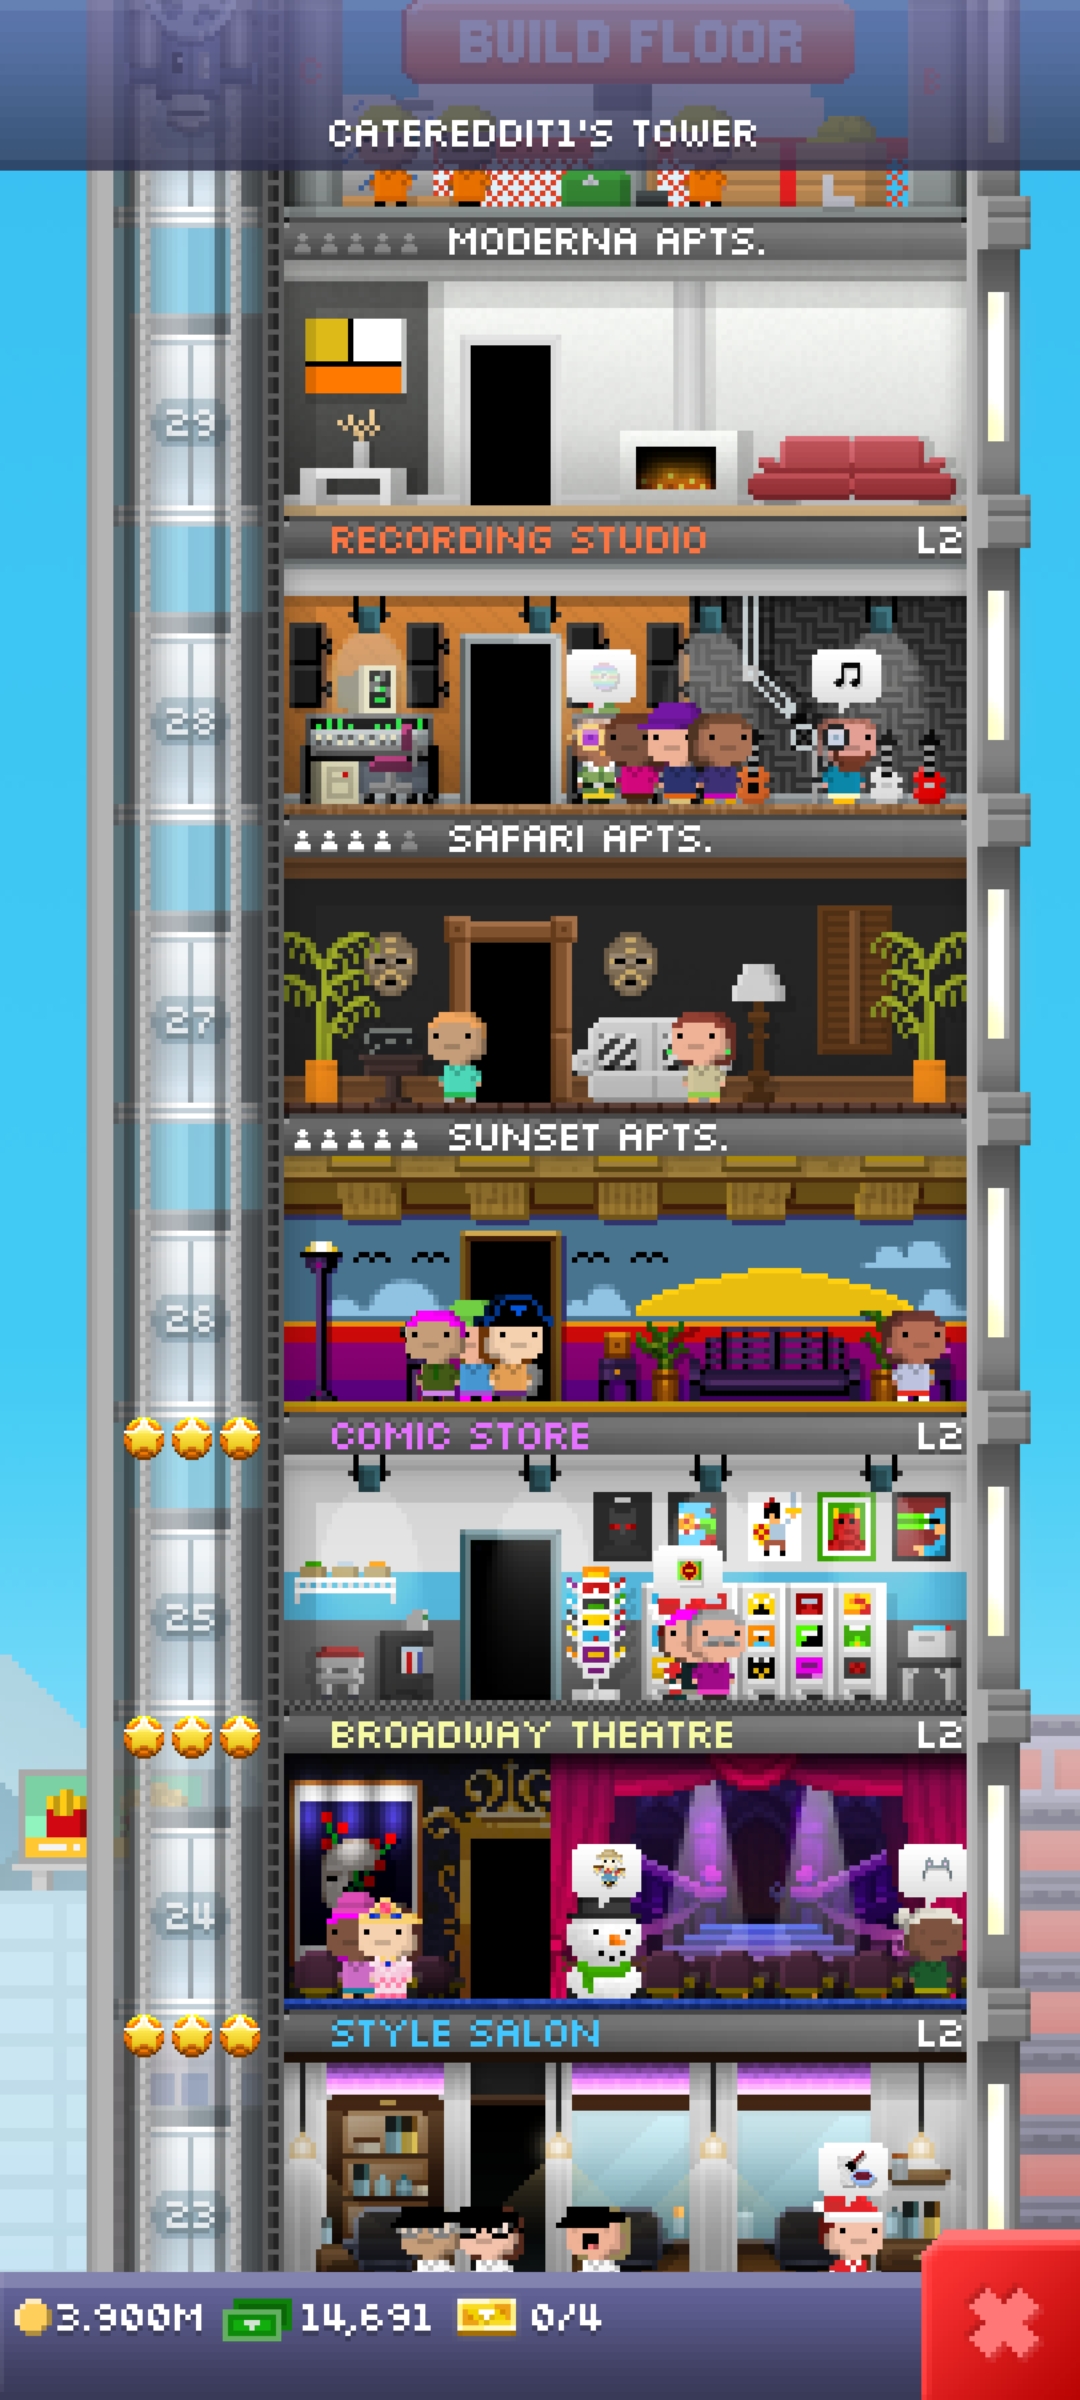 BUILD FLOOR
CATEREDDIT1'S TOWER
MODERNA APTS.
29
RECORDING STUDIO L2
28
SAFARI APTS.
27
SUNSET APTS.
26
COMIC STORE L2
25
BROADWAY THEATRE L2
24
STYLE SALON L2
23
3.900M 14,691 0/4